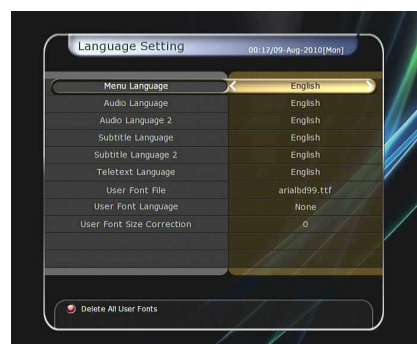 Language Setting 00:17/09-Aug-2010[Mon]
Menu Language English
Audio Language English
Audio Language 2 English
Subtitle Language English
Subtitle Language 2 English
Teletext Language English
User Font File arialbd99.ttf
User Font Language None
User Font Size Correction 0
Delete All User Fonts